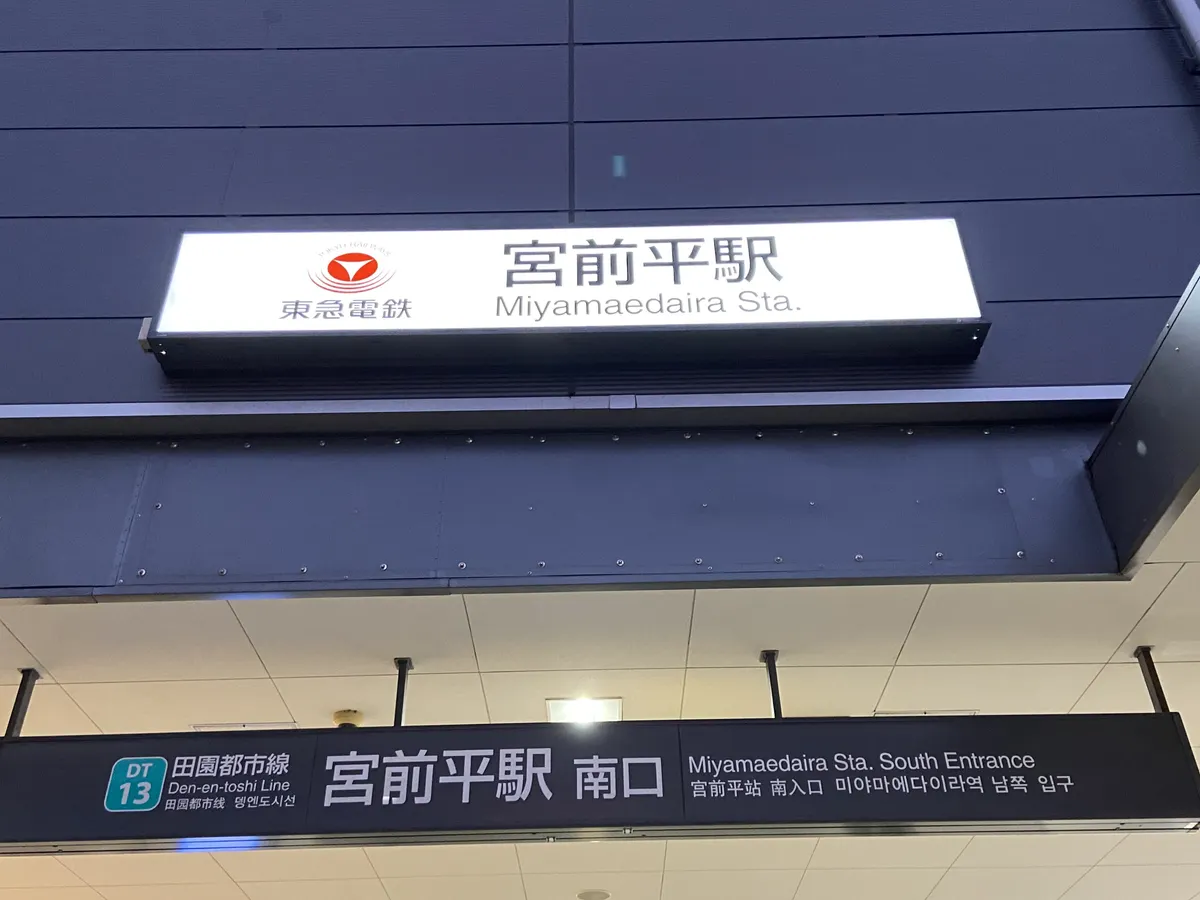 東急電鉄
宮前平駅
Miyamaedaira Sta.
DT
13
田園都市線
Den-en-toshi Line
田园都市线 덴엔도시선
宮前平駅 南口
Miyamaedaira Sta. South Entrance
宫前平站 南入口 미야마에다이라역 남쪽 입구